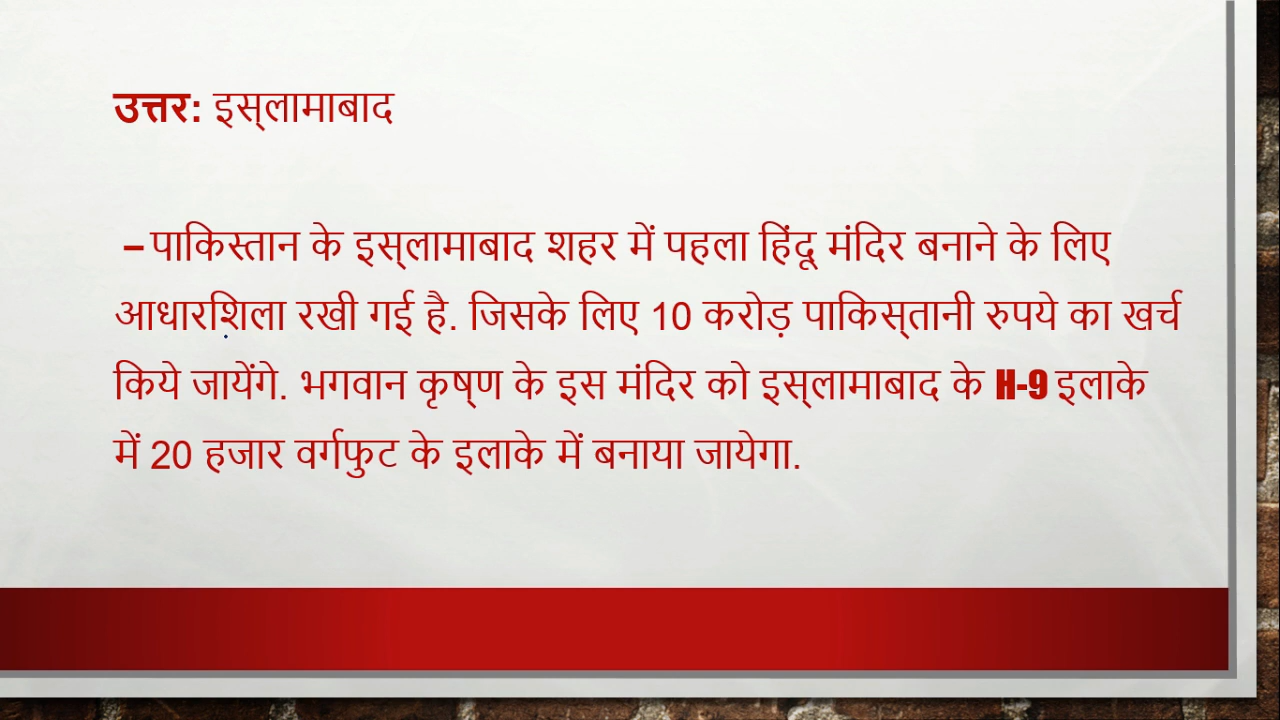 उत्तर: इस्लामाबाद
– पाकिस्तान के इस्लामाबाद शहर में पहला हिंदू मंदिर बनाने के लिए
आधारशिला रखी गई है. जिसके लिए 10 करोड़ पाकिस्तानी रुपये का खर्च
किये जायेंगे. भगवान कृष्ण के इस मंदिर को इस्लामाबाद के H-9 इलाके
में 20 हजार वर्गफुट के इलाके में बनाया जायेगा.